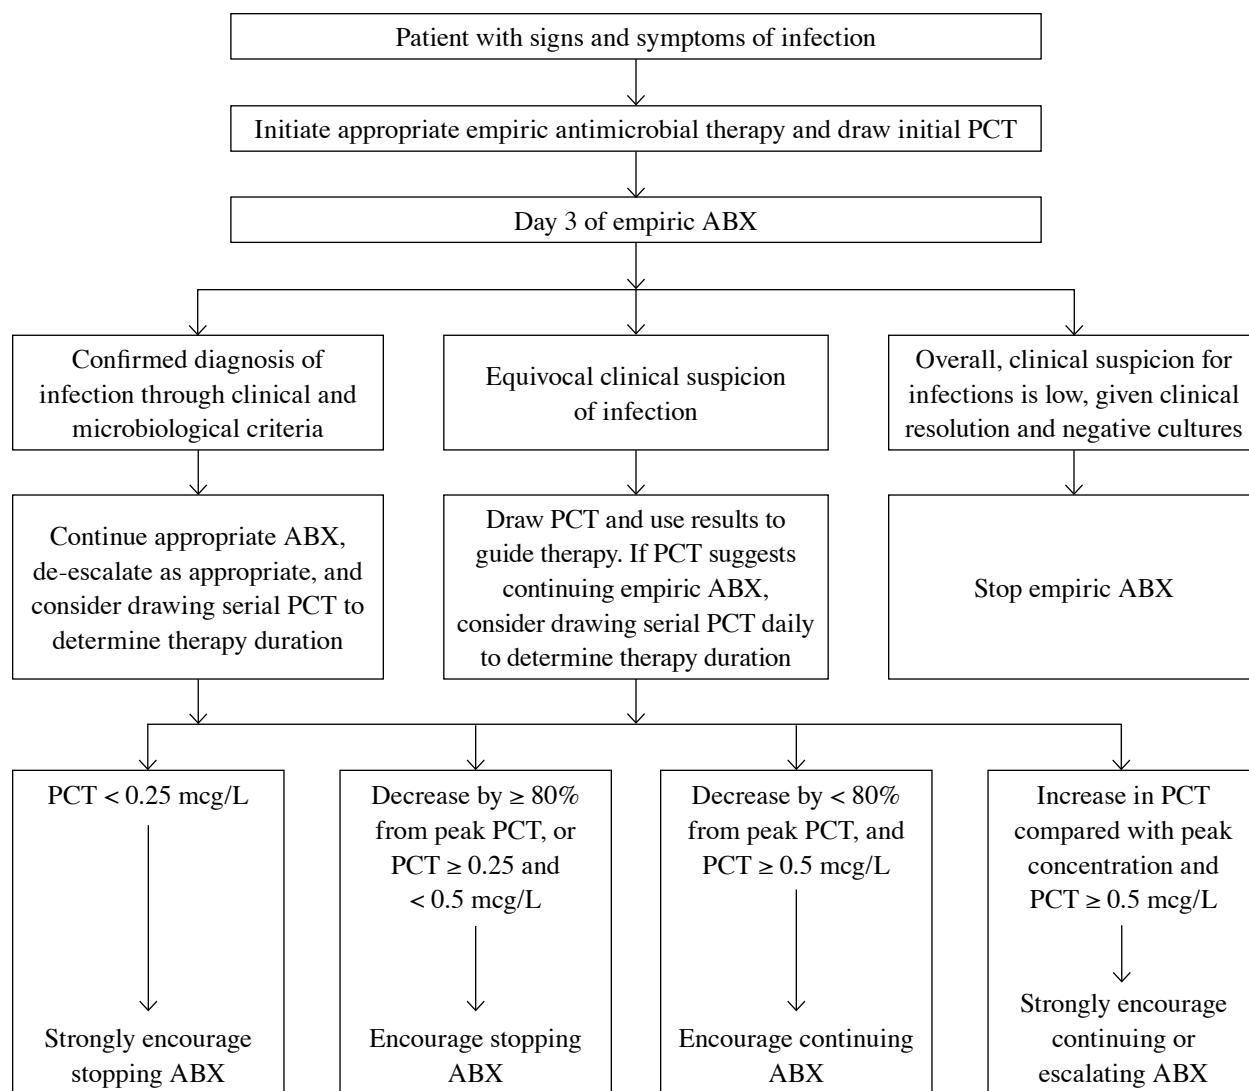 Patient with signs and symptoms of infection
Initiate appropriate empiric antimicrobial therapy and draw initial PCT
Day 3 of empiric ABX
Confirmed diagnosis of
infection through clinical and
microbiological criteria
Equivocal clinical suspicion
of infection
Overall, clinical suspicion for
infections is low, given clinical
resolution and negative cultures
Continue appropriate ABX,
de-escalate as appropriate, and
consider drawing serial PCT to
determine therapy duration
Draw PCT and use results to
guide therapy. If PCT suggests
continuing empiric ABX,
consider drawing serial PCT daily
to determine therapy duration
Stop empiric ABX
PCT < 0.25 mcg/L
Strongly encourage
stopping ABX
Decrease by ≥ 80%
from peak PCT, or
PCT ≥ 0.25 and
< 0.5 mcg/L
Encourage stopping
ABX
Decrease by < 80%
from peak PCT, and
PCT ≥ 0.5 mcg/L
Encourage continuing
ABX
Increase in PCT
compared with peak
concentration and
PCT ≥ 0.5 mcg/L
Strongly encourage
continuing or
escalating ABX